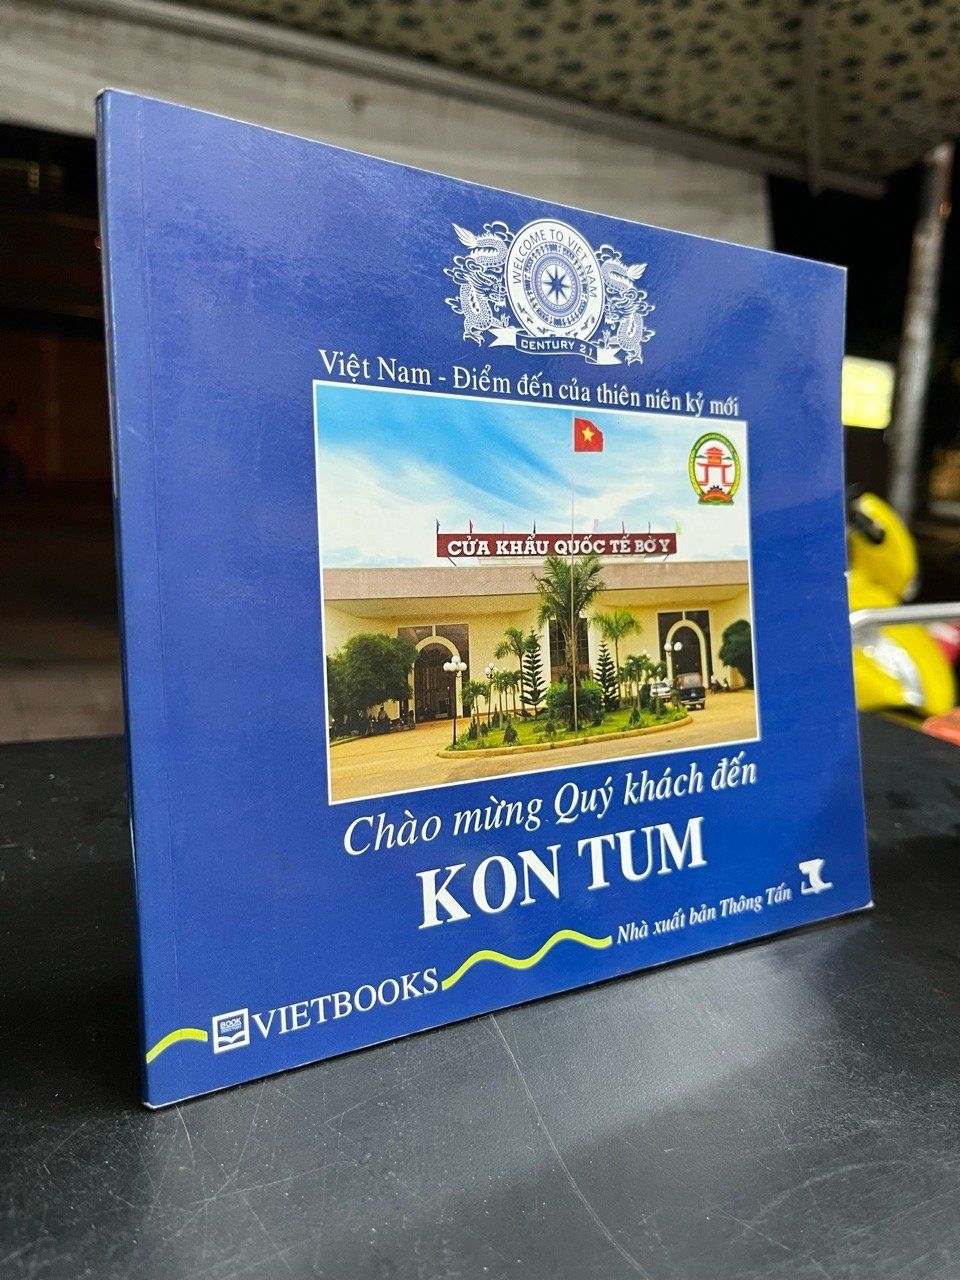 WELCOME TO VIET NAM
CENTURY 21
Việt Nam - Điểm đến của thiên niên kỷ mới
CỬA KHẨU QUỐC TẾ BỜ Y
Chào mừng Quý khách đến
KON TUM
Nhà xuất bản Thông Tấn
BOOK
VIETBOOKS